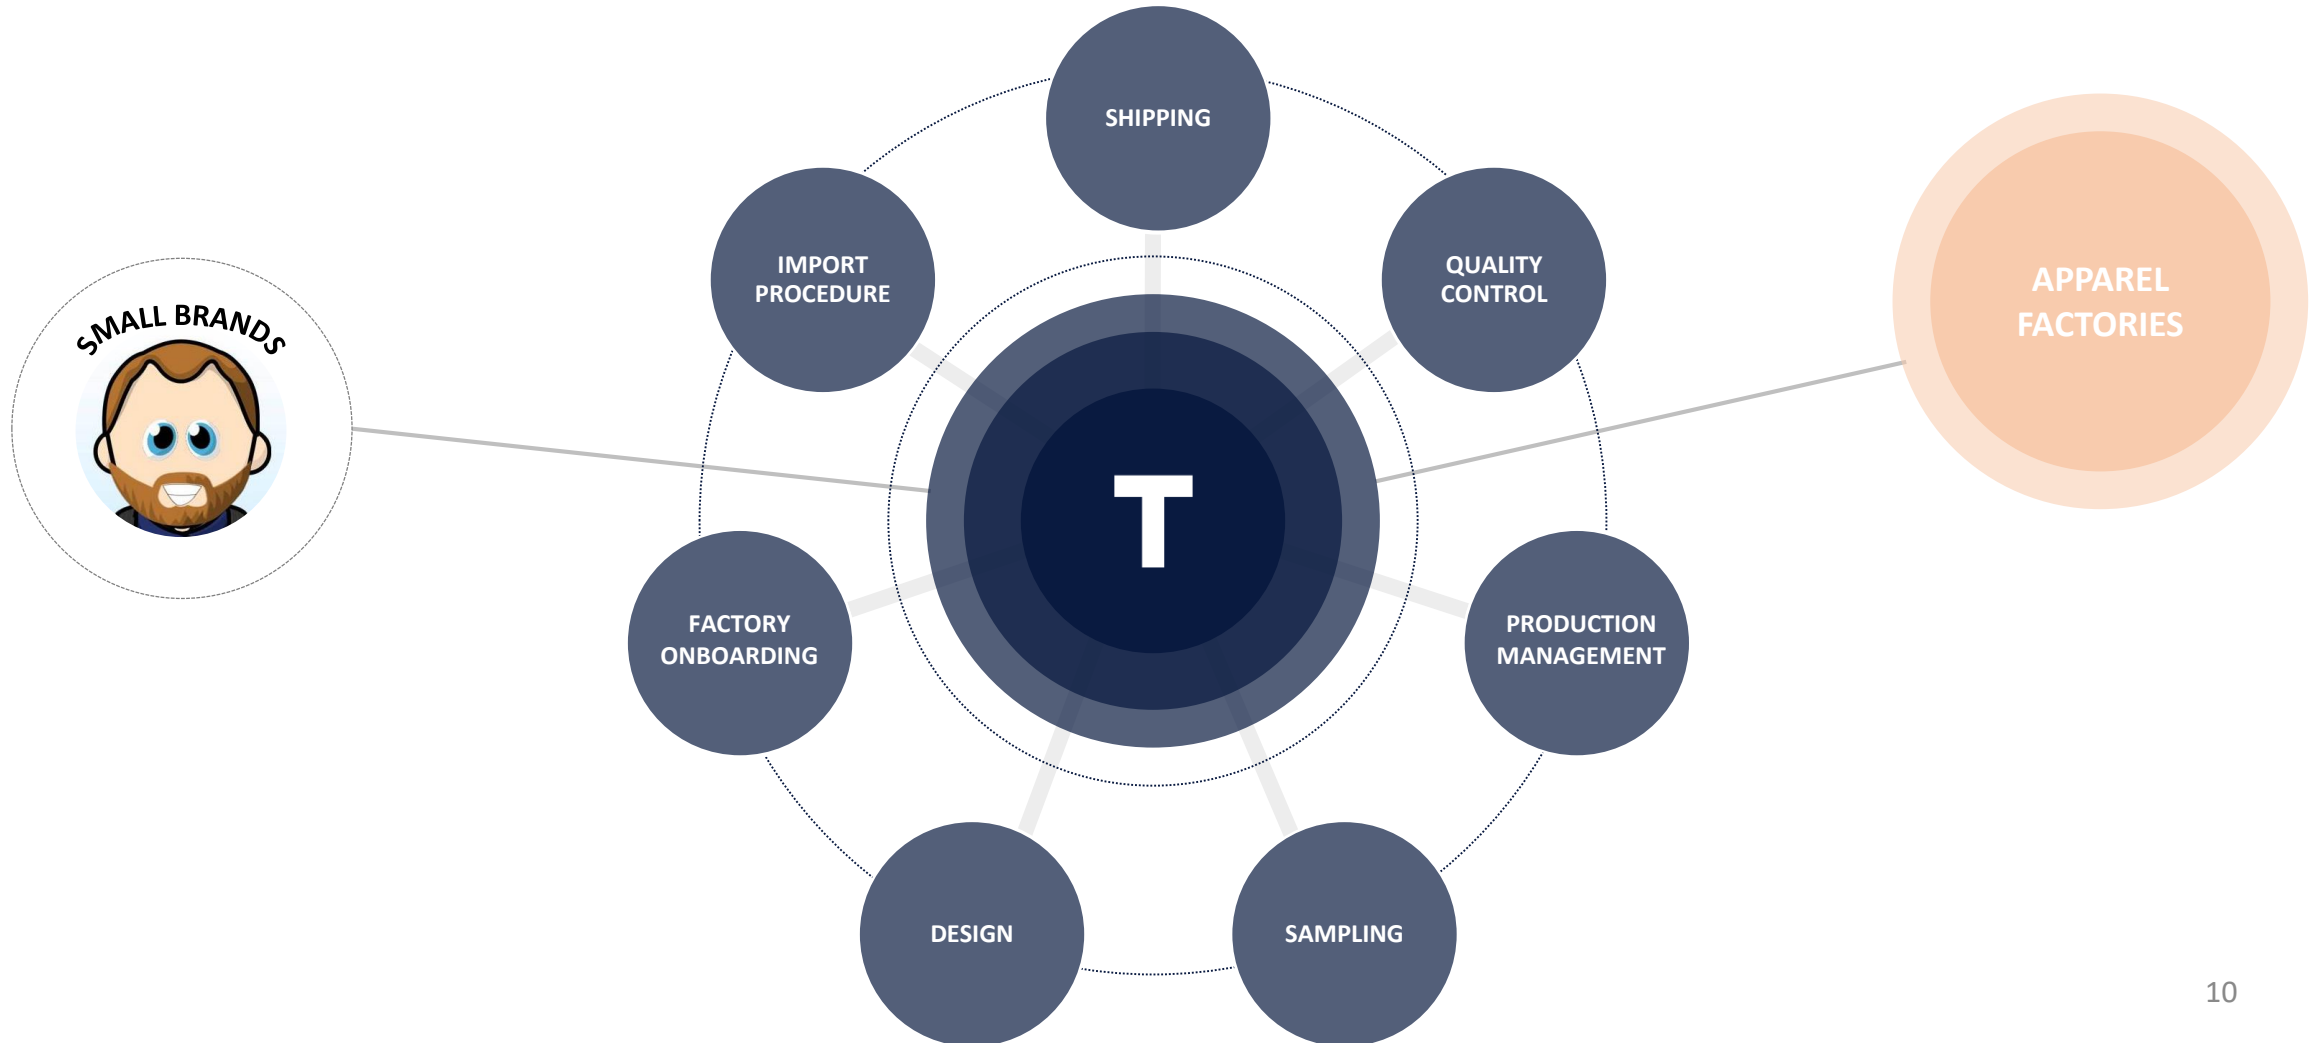 SHIPPING
IMPORT
PROCEDURE
QUALITY
CONTROL
APPAREL
FACTORIES
SMALL BRANDS
T
FACTORY
ONBOARDING
PRODUCTION
MANAGEMENT
DESIGN
SAMPLING
10